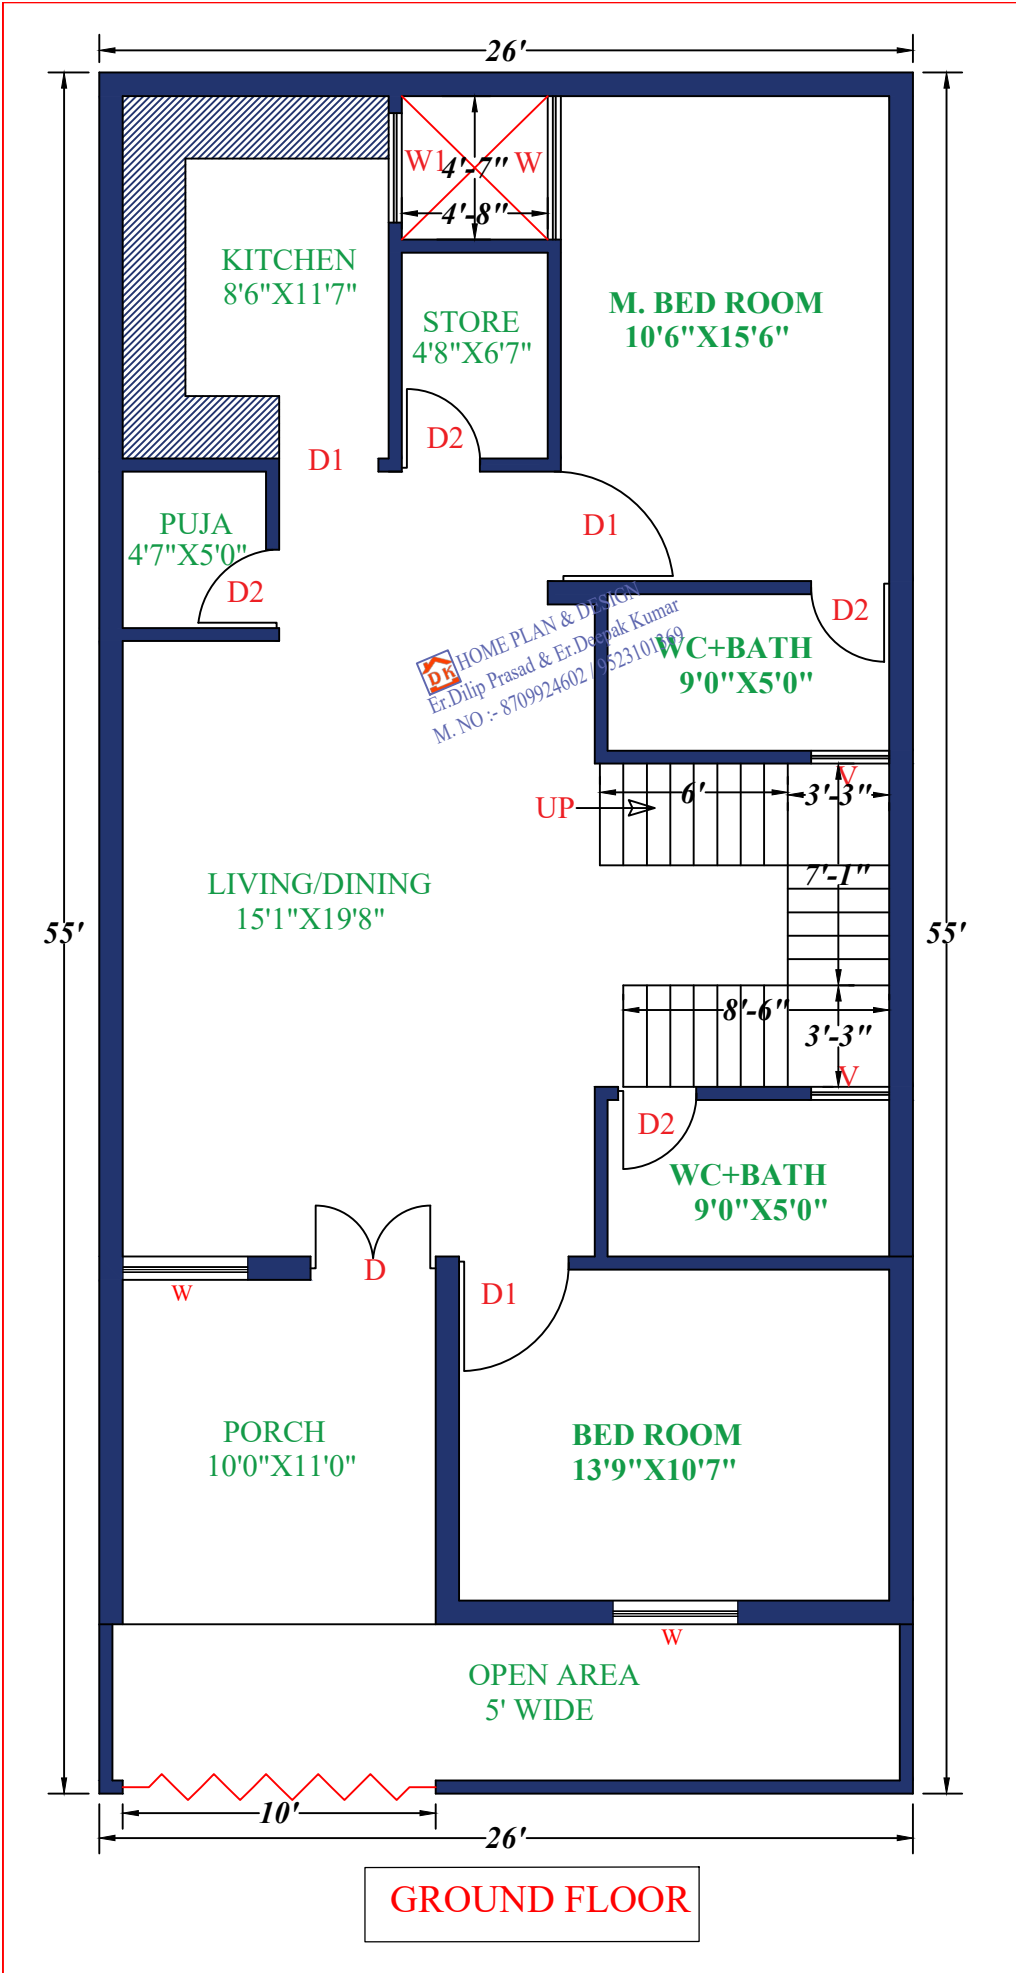 26'
W1
4'-7"
W
4'-8"
KITCHEN
8'6"X11'7"
STORE
4'8"X6'7"
M. BED ROOM
10'6"X15'6"
D1
D2
PUJA
4'7"X5'0"
D2
D1
D2
HOME PLAN & DESIGN
DK
Er.Dilip Prasad & Er.Deepak Kumar
M. NO :- 8709924602 / 9523101369
WC+BATH
9'0"X5'0"
V
6'
3'-3"
UP
7'-1"
LIVING/DINING
15'1"X19'8"
55'
55'
8'-6"
3'-3"
V
D2
WC+BATH
9'0"X5'0"
D
W
D1
PORCH
10'0"X11'0"
BED ROOM
13'9"X10'7"
W
OPEN AREA
5' WIDE
10'
26'
GROUND FLOOR